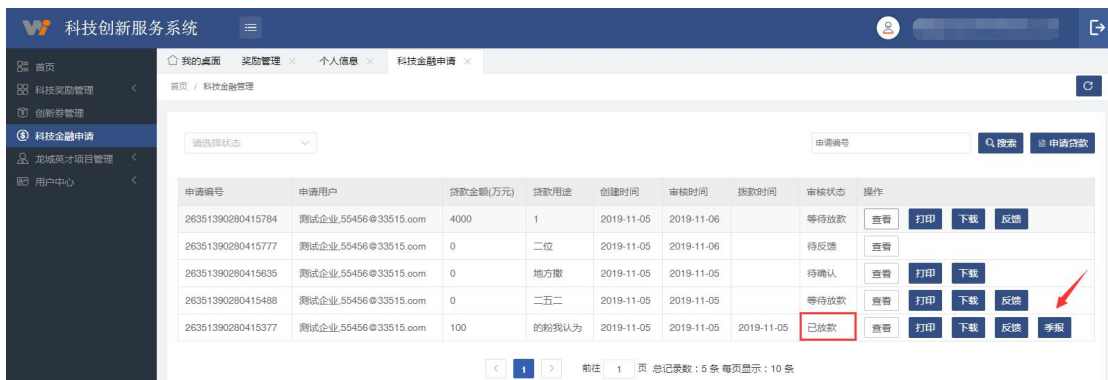 科技创新服务系统
首页
科技奖励管理
创新券管理
科技金融申请
龙城英才项目管理
用户中心
我的桌面 奖励管理 个人信息 科技金融申请
首页 / 科技金融管理
请选择状态 申请编号 搜索 申请贷款
申请编号 申请用户 贷款金额(万元) 贷款用途 创建时间 审核时间 拨款时间 审核状态 操作
26351390280415784 测试企业,55456@33515.com 4000 1 2019-11-05 2019-11-06 等待放款 查看 打印 下载 反馈
26351390280415777 测试企业,55456@33515.com 0 二位 2019-11-05 2019-11-06 待反馈 查看
26351390280415635 测试企业,55456@33515.com 0 地方撒 2019-11-05 2019-11-05 待确认 查看 打印 下载
26351390280415488 测试企业,55456@33515.com 0 二五二 2019-11-05 2019-11-05 等待放款 查看 打印 下载 反馈
26351390280415377 测试企业,55456@33515.com 100 的粉我认为 2019-11-05 2019-11-05 2019-11-05 已放款 查看 打印 下载 反馈 季报
1 前往 1 页 总记录数：5 条 每页显示：10 条